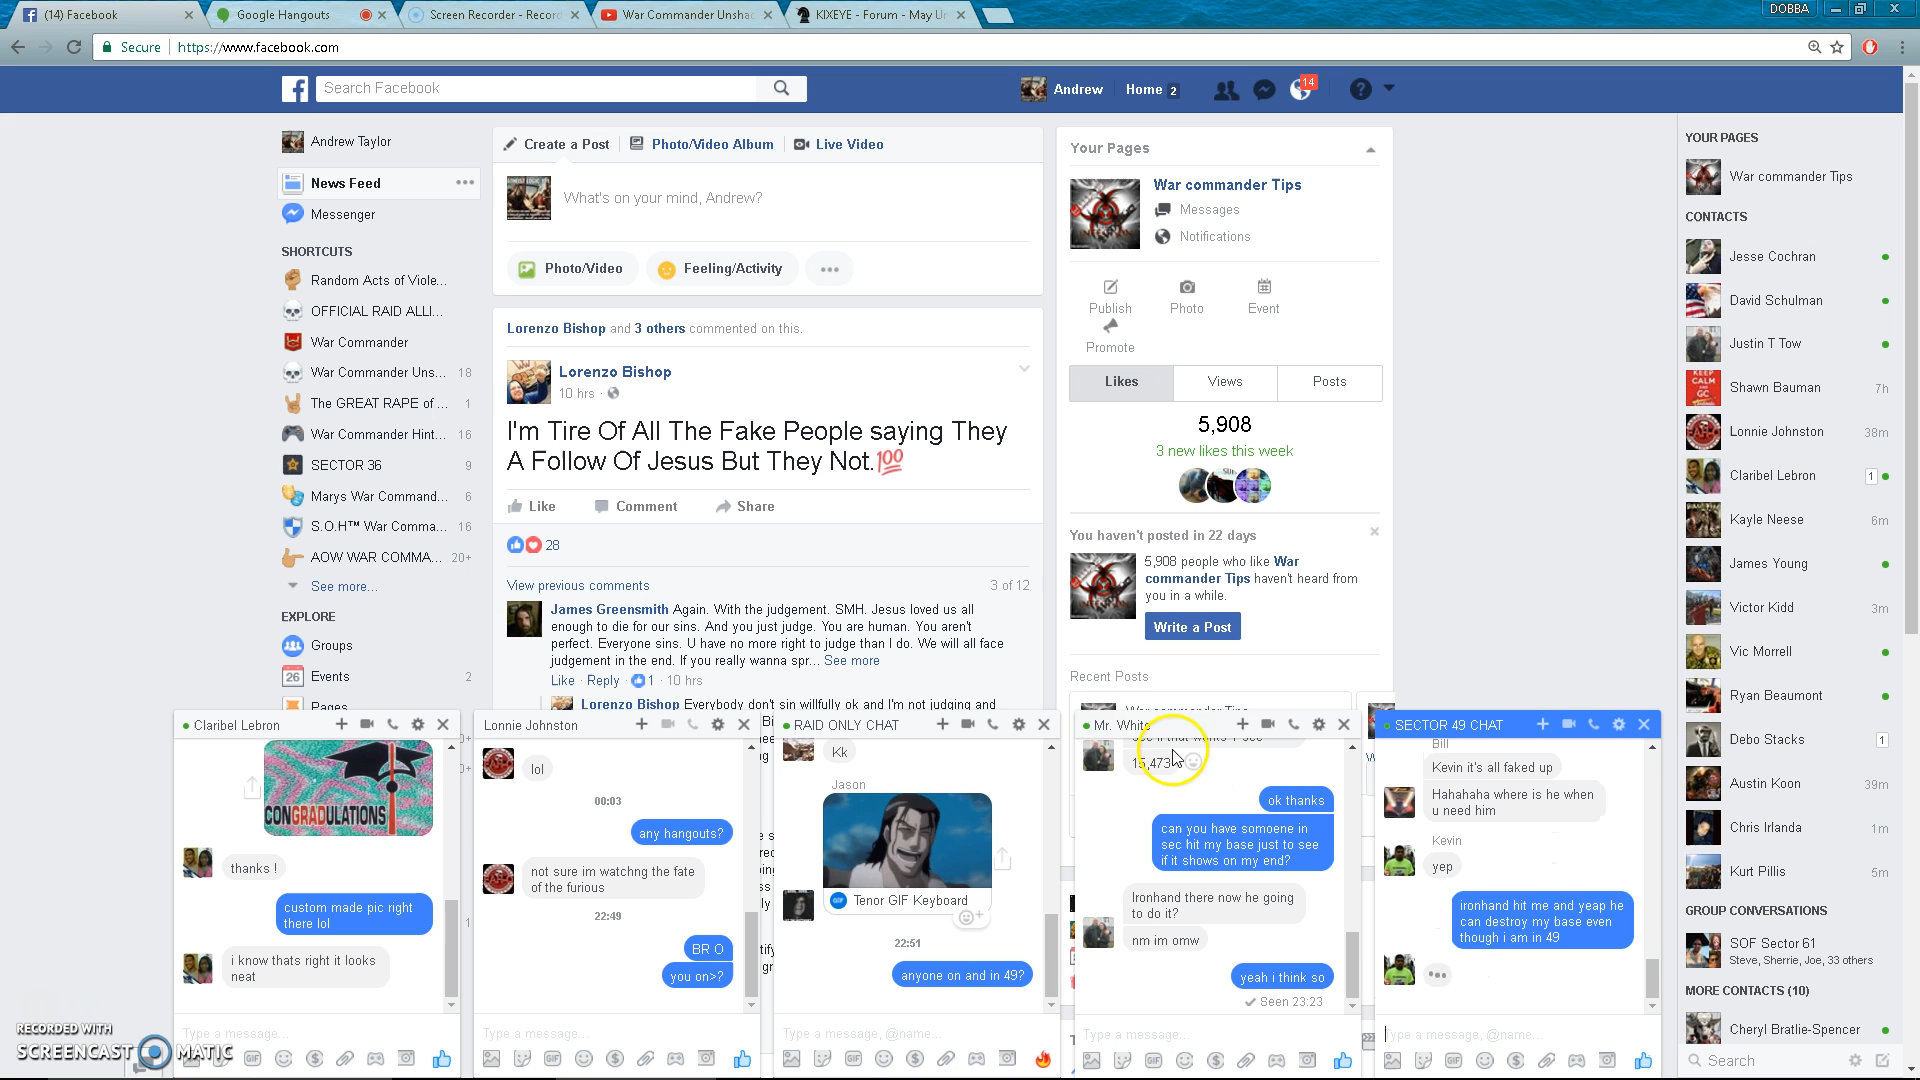 (14) Facebook
Google Hangouts
Screen Recorder - Record
War Commander Unsha
KIXEYE - Forum - May Un
DOBBA
Secure
https://www.facebook.com
Search Facebook
Andrew
Home 2
14
Andrew Taylor
News Feed
Messenger
SHORTCUTS
Random Acts of Viole...
OFFICIAL RAID ALLI...
War Commander
War Commander Uns... 18
The GREAT RAPE of ... 1
War Commander Hint... 16
SECTOR 36 9
Marys War Command... 6
S.O.H™ War Comma... 16
AOW WAR COMMA... 20+
See more...
EXPLORE
Groups
26 Events 2
Pages
Create a Post
Photo/Video Album
Live Video
What's on your mind, Andrew?
Photo/Video
Feeling/Activity
Lorenzo Bishop and 3 others commented on this.
Lorenzo Bishop
10 hrs ·
I'm Tire Of All The Fake People saying They
A Follow Of Jesus But They Not.💯
Like
Comment
Share
28
View previous comments
3 of 12
James Greensmith Again. With the judgement. SMH. Jesus loved us all
enough to die for our sins. And you just judge. You are human. You aren't
perfect. Everyone sins. U have no more right to judge than I do. We will all face
judgement in the end. If you really wanna spr... See more
Like · Reply · 1 · 10 hrs
Lorenzo Bishop Everybody don't sin willfully ok and I'm not judging and
Your Pages
War commander Tips
Messages
Notifications
Publish
Photo
Event
Promote
Likes
Views
Posts
5,908
3 new likes this week
You haven't posted in 22 days
5,908 people who like War
commander Tips haven't heard from
you in a while.
Write a Post
Recent Posts
YOUR PAGES
War commander Tips
CONTACTS
Jesse Cochran
David Schulman
Justin T Tow
KEEP CALM GC
Shawn Bauman 7h
Lonnie Johnston 38m
Claribel Lebron 1
Kayle Neese 6m
James Young
Victor Kidd 3m
Vic Morrell
Ryan Beaumont
Debo Stacks 1
Austin Koon 39m
Chris Irlanda 1m
Kurt Pillis 5m
GROUP CONVERSATIONS
SOF Sector 61
Steve, Sherrie, Joe, 33 others
MORE CONTACTS (10)
Cheryl Bratlie-Spencer
Search
Claribel Lebron
CONGRADULATIONS
thanks !
custom made pic right
there lol
i know thats right it looks
neat
Type a message...
Lonnie Johnston
lol
00:03
any hangouts?
not sure im watchng the fate
of the furious
22:49
BR O
you on>?
Type a message...
RAID ONLY CHAT
Kk
Jason
Tenor GIF Keyboard
22:51
anyone on and in 49?
Type a message, @name...
Mr. White
15,473
ok thanks
can you have somoene in
sec hit my base just to see
if it shows on my end?
Ironhand there now he going
to do it?
nm im omw
yeah i think so
Seen 23:23
Type a message...
SECTOR 49 CHAT
Bill
Kevin it's all faked up
Hahahaha where is he when
u need him
Kevin
yep
ironhand hit me and yeap he
can destroy my base even
though i am in 49
Type a message, @name...
RECORDED WITH
SCREENCAST MATIC